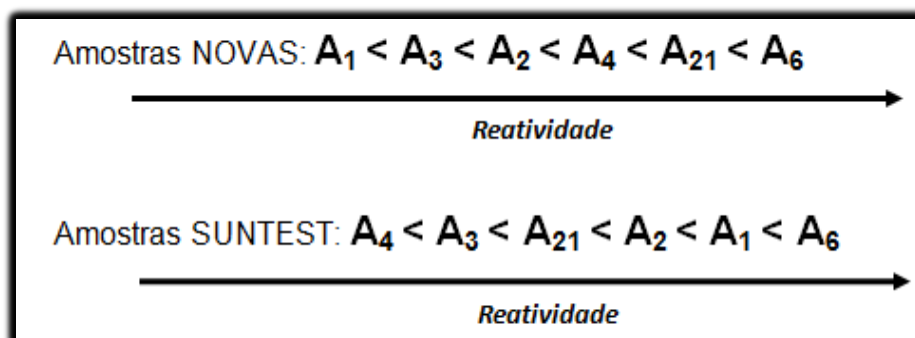 Amostras NOVAS: A₁ < A₃ < A₂ < A₄ < A₂₁ < A₆
Reatividade
Amostras SUNTEST: A₄ < A₃ < A₂₁ < A₂ < A₁ < A₆
Reatividade